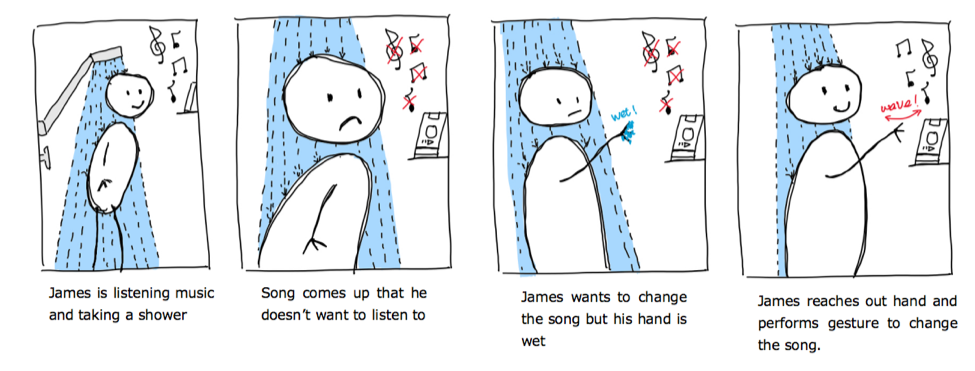 wet!
wave!
James is listening music
and taking a shower
Song comes up that he
doesn't want to listen to
James wants to change
the song but his hand is
wet
James reaches out hand and
performs gesture to change
the song.